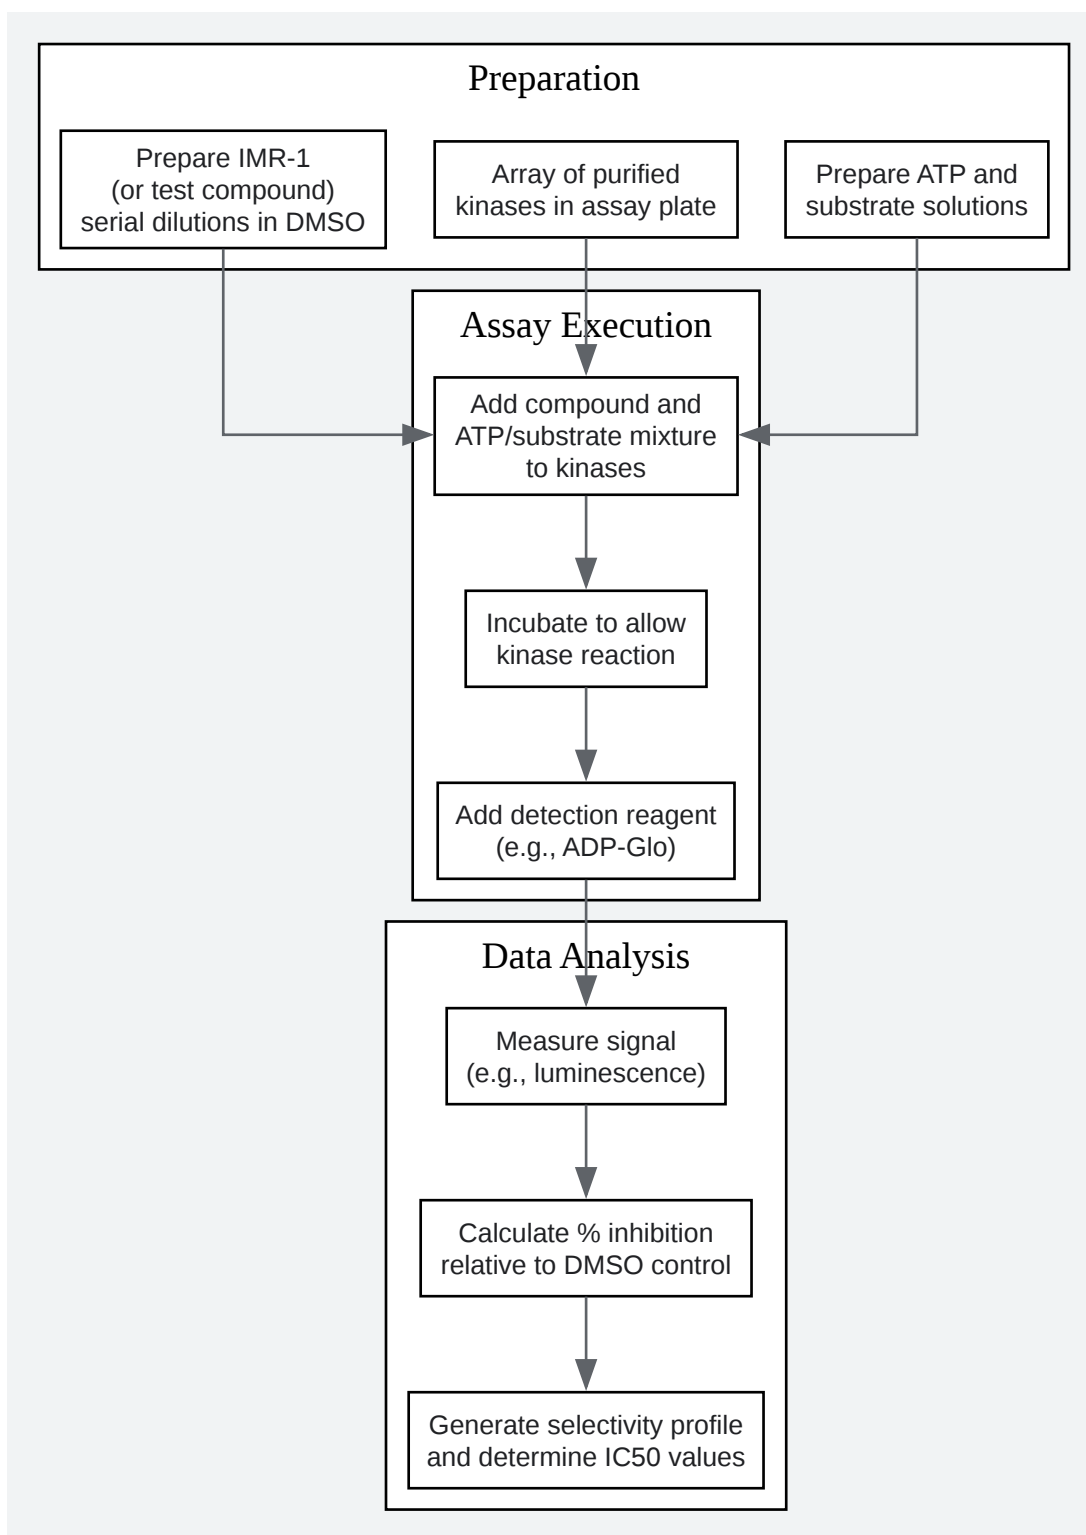 Preparation
Prepare IMR-1
(or test compound)
serial dilutions in DMSO
Array of purified
kinases in assay plate
Prepare ATP and
substrate solutions
Assay Execution
Add compound and
ATP/substrate mixture
to kinases
Incubate to allow
kinase reaction
Add detection reagent
(e.g., ADP-Glo)
Data Analysis
Measure signal
(e.g., luminescence)
Calculate % inhibition
relative to DMSO control
Generate selectivity profile
and determine IC50 values